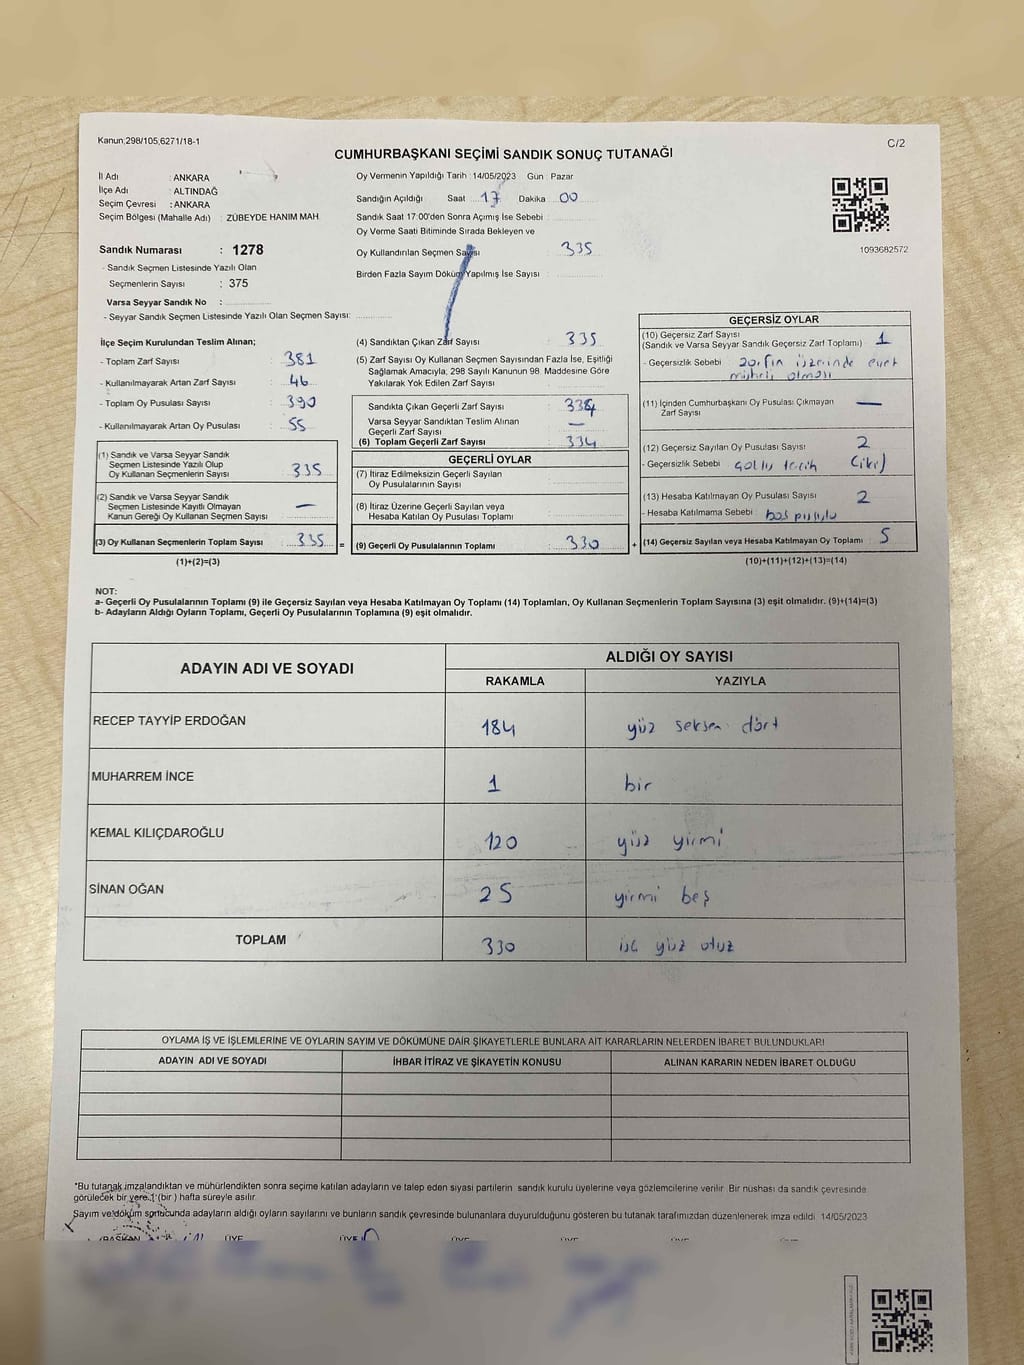 Kanun,298/105,6271/18-1
C/2
CUMHURBAŞKANI SEÇİMİ SANDIK SONUÇ TUTANAĞI
İl Adı : ANKARA
İlçe Adı : ALTINDAĞ
Seçim Çevresi : ANKARA
Seçim Bölgesi (Mahalle Adı) : ZÜBEYDE HANIM MAH.
Sandık Numarası : 1278
- Sandık Seçmen Listesinde Yazılı Olan
Seçmenlerin Sayısı : 375
Varsa Seyyar Sandık No :
- Seyyar Sandık Seçmen Listesinde Yazılı Olan Seçmen Sayısı:
Oy Vermenin Yapıldığı Tarih : 14/05/2023 Gün : Pazar
Sandığın Açıldığı Saat 17 Dakika 00
Sandık Saat 17:00'den Sonra Açımış İse Sebebi :
Oy Verme Saati Bitiminde Sırada Bekleyen ve
Oy Kullandırılan Seçmen Sayısı : 335
Birden Fazla Sayım Döküm Yapılmış İse Sayısı :
1093682572
İlçe Seçim Kurulundan Teslim Alınan;
- Toplam Zarf Sayısı : 381
- Kullanılmayarak Artan Zarf Sayısı : 46
- Toplam Oy Pusulası Sayısı : 390
- Kullanılmayarak Artan Oy Pusulası : 55
(1) Sandık ve Varsa Seyyar Sandık
Seçmen Listesinde Yazılı Olup
Oy Kullanan Seçmenlerin Sayısı : 335
(2) Sandık ve Varsa Seyyar Sandık
Seçmen Listesinde Kayıtlı Olmayan
Kanun Gereği Oy Kullanan Seçmen Sayısı : —
(3) Oy Kullanan Seçmenlerin Toplam Sayısı : 335 =
(1)+(2)=(3)
(4) Sandıktan Çıkan Zarf Sayısı : 335
(5) Zarf Sayısı Oy Kullanan Seçmen Sayısından Fazla İse, Eşitliği
Sağlamak Amacıyla, 298 Sayılı Kanunun 98. Maddesine Göre
Yakılarak Yok Edilen Zarf Sayısı :
Sandıkta Çıkan Geçerli Zarf Sayısı : 334
Varsa Seyyar Sandıktan Teslim Alınan
Geçerli Zarf Sayısı : —
(6) Toplam Geçerli Zarf Sayısı : 334
GEÇERLİ OYLAR
(7) İtiraz Edilmeksizin Geçerli Sayılan
Oy Pusulalarının Sayısı :
(8) İtiraz Üzerine Geçerli Sayılan veya
Hesaba Katılan Oy Pusulası Toplamı :
(9) Geçerli Oy Pusulalarının Toplamı : 330 +
GEÇERSİZ OYLAR
(10) Geçersiz Zarf Sayısı
(Sandık ve Varsa Seyyar Sandık Geçersiz Zarf Toplamı) : 1
- Geçersizlik Sebebi : zarfın üzerinde evet
mühürü olması
(11) İçinden Cumhurbaşkanı Oy Pusulası Çıkmayan
Zarf Sayısı : —
(12) Geçersiz Sayılan Oy Pusulası Sayısı : 2
- Geçersizlik Sebebi : çoklu tercih (iki)
(13) Hesaba Katılmayan Oy Pusulası Sayısı : 2
- Hesaba Katılmama Sebebi : boş pusula
(14) Geçersiz Sayılan veya Hesaba Katılmayan Oy Toplamı : 5
(10)+(11)+(12)+(13)=(14)
NOT:
a- Geçerli Oy Pusulalarının Toplamı (9) ile Geçersiz Sayılan veya Hesaba Katılmayan Oy Toplamı (14) Toplamları, Oy Kullanan Seçmenlerin Toplam Sayısına (3) eşit olmalıdır. (9)+(14)=(3)
b- Adayların Aldığı Oyların Toplamı, Geçerli Oy Pusulalarının Toplamına (9) eşit olmalıdır.
ADAYIN ADI VE SOYADI
ALDIĞI OY SAYISI
RAKAMLA YAZIYLA
RECEP TAYYİP ERDOĞAN 184 yüz seksen dört
MUHARREM İNCE 1 bir
KEMAL KILIÇDAROĞLU 120 yüz yirmi
SİNAN OĞAN 25 yirmi beş
TOPLAM 330 üç yüz otuz
OYLAMA İŞ VE İŞLEMLERİNE VE OYLARIN SAYIM VE DÖKÜMÜNE DAİR ŞİKAYETLERLE BUNLARA AİT KARARLARIN NELERDEN İBARET BULUNDUKLARI
ADAYIN ADI VE SOYADI İHBAR İTİRAZ VE ŞİKAYETİN KONUSU ALINAN KARARIN NEDEN İBARET OLDUĞU
*Bu tutanak imzalandıktan ve mühürlendikten sonra seçime katılan adayların ve talep eden siyasi partilerin sandık kurulu üyelerine veya gözlemcilerine verilir. Bir nüshası da sandık çevresinde
görülecek bir yere 1 (bir ) hafta süreyle asılır.
Sayım ve döküm sonucunda adayların aldığı oyların sayılarını ve bunların sandık çevresinde bulunanlara duyurulduğunu gösteren bu tutanak tarafımızdan düzenlenerek imza edildi. 14/05/2023
BAŞKAN ÜYE ÜYE ÜYE ÜYE ÜYE ÜYE